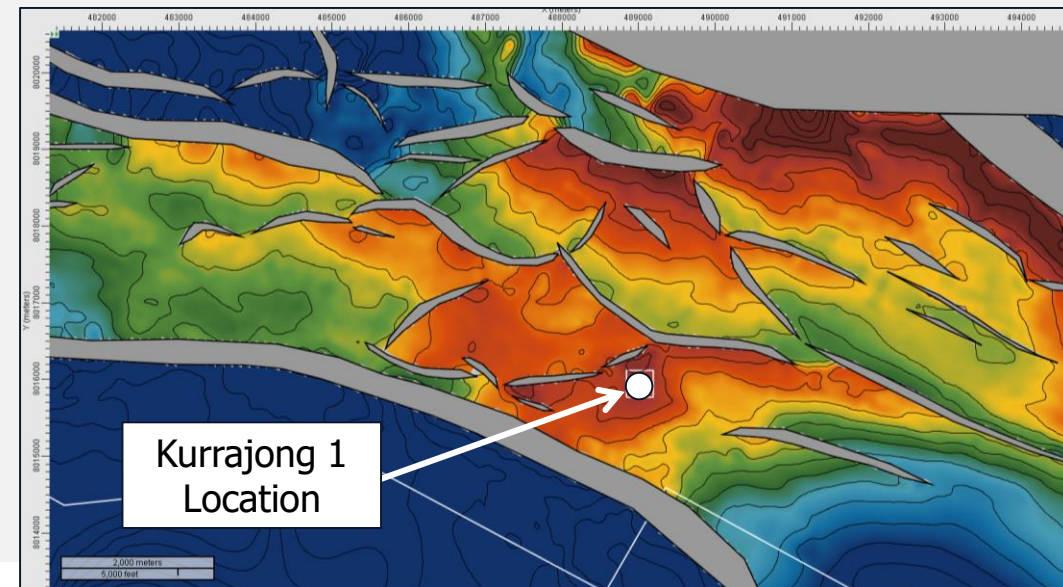 X (meters)
482000 483000 484000 485000 486000 487000 488000 489000 490000 491000 492000 493000 494000
8020000
8019000
8018000
8017000
Y (meters)
8016000
8015000
8014000
Kurrajong 1
Location
2,000 meters
5,000 feet